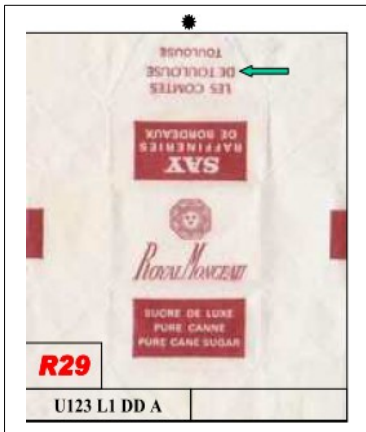 SAY
RAFFINERIES
DE BORDEAUX
LES COMTES
DE TOULOUSE
TOULOUSE
ROYAL MONCEAU
SUCRE DE LUXE
PURE CANNE
PURE CANE SUGAR
R29
U123 L1 DD A